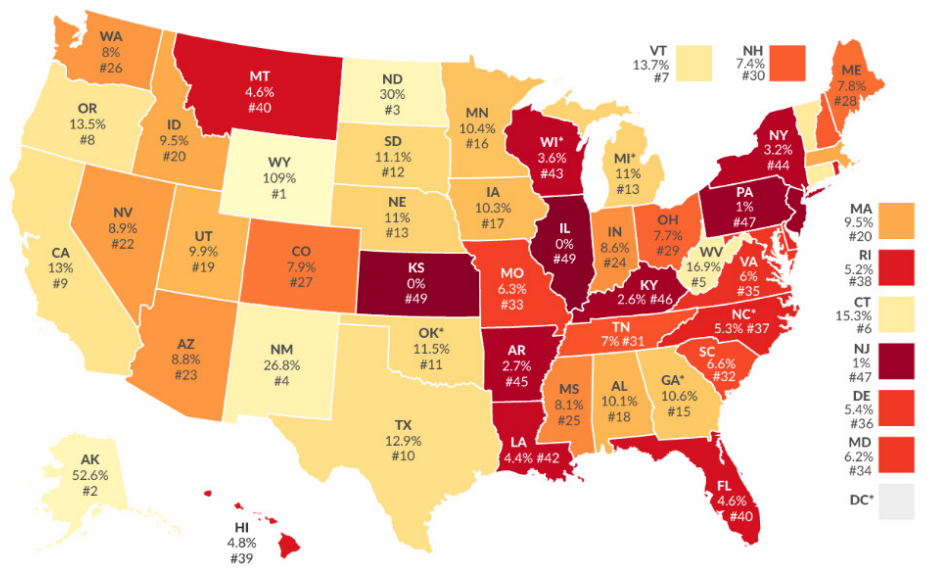 WA
8%
#26
MT
4.6%
#40
ND
30%
#3
MN
10.4%
#16
VT
13.7%
#7
NH
7.4%
#30
ME
7.8%
#28
OR
13.5%
#8
ID
9.5%
#20
WY
109%
#1
SD
11.1%
#12
WI*
3.6%
#43
MI*
11%
#13
NY
3.2%
#44
NV
8.9%
#22
UT
9.9%
#19
CO
7.9%
#27
NE
11%
#13
IA
10.3%
#17
IL
0%
#49
IN
8.6%
#24
OH
7.7%
#29
PA
1%
#47
CA
13%
#9
KS
0%
#49
MO
6.3%
#33
KY
2.6% #46
WV
16.9%
#5
VA
6%
#35
MA
9.5%
#20
RI
5.2%
#38
CT
15.3%
#6
NJ
1%
#47
DE
5.4%
#36
MD
6.2%
#34
DC*
AZ
8.8%
#23
NM
26.8%
#4
OK*
11.5%
#11
AR
2.7%
#45
TN
7% #31
NC*
5.3% #37
SC
6.6%
#32
MS
8.1%
#25
AL
10.1%
#18
GA*
10.6%
#15
TX
12.9%
#10
LA
4.4% #42
FL
4.6%
#40
AK
52.6%
#2
HI
4.8%
#39